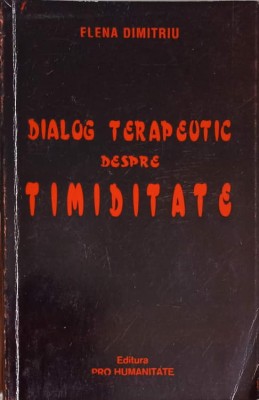 ELENA DIMITRIU
DIALOG TERAPEUTIC
DESPRE
TIMIDITATE
Editura
PRO HUMANITATE